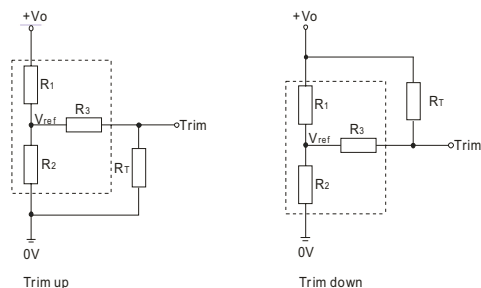 +Vo
R1
R3
Vref
Trim
R2
RT
0V
Trim up
+Vo
R1
RT
Vref
R3
Trim
R2
0V
Trim down